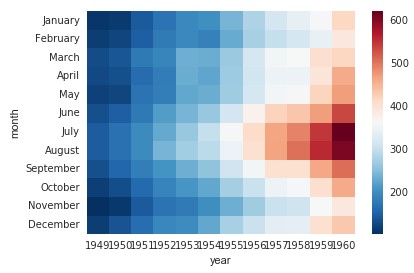 month
January
February
March
April
May
June
July
August
September
October
November
December
1949 1950 1951 1952 1953 1954 1955 1956 1957 1958 1959 1960
year
600
500
400
300
200